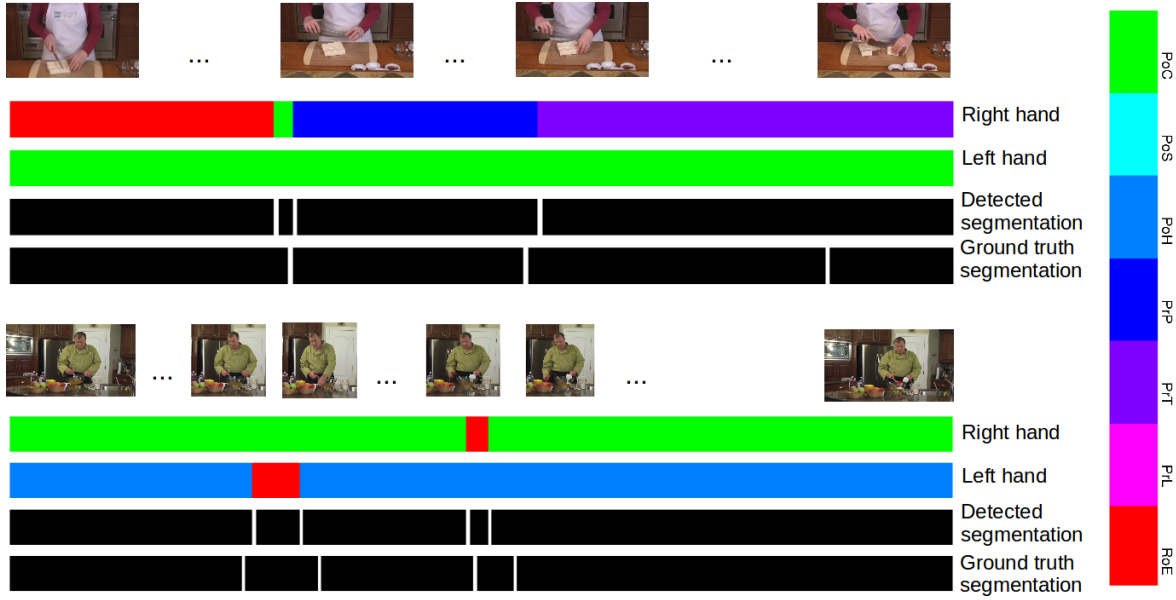 ... ... ...
Right hand
Left hand
Detected
segmentation
Ground truth
segmentation
... ... ...
Right hand
Left hand
Detected
segmentation
Ground truth
segmentation
PoC
PoS
PoH
PrP
PrT
PrL
RoE